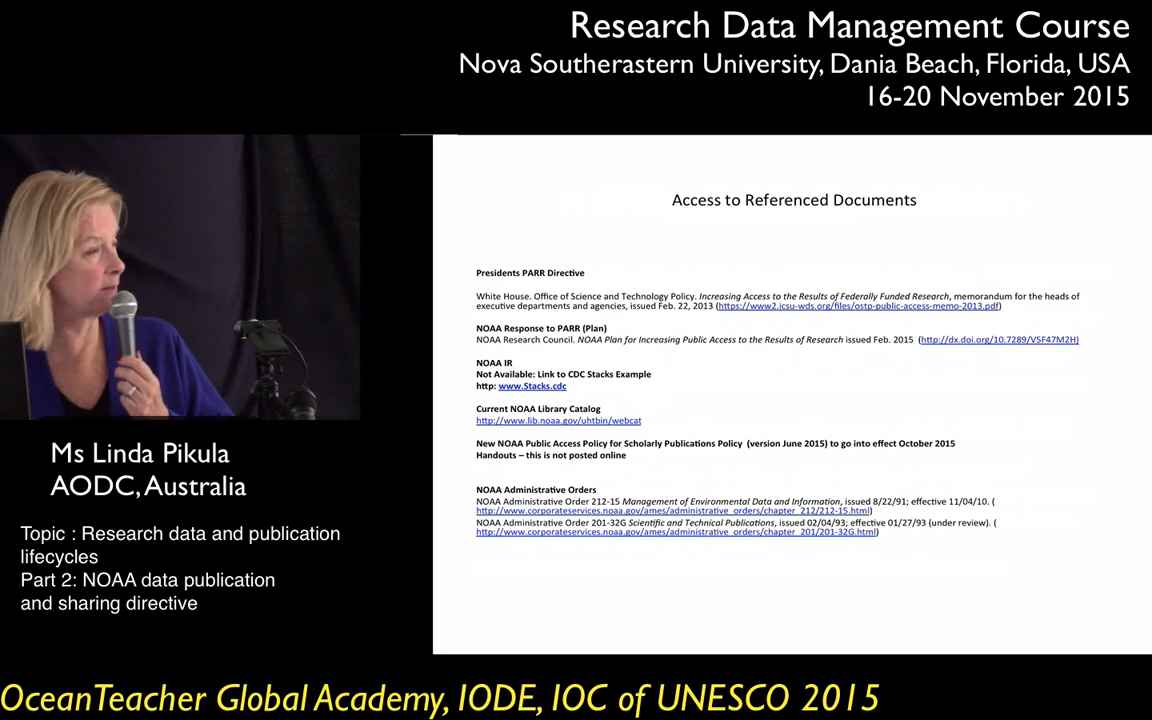 Research Data Management Course
Nova Southerastern University, Dania Beach, Florida, USA
16-20 November 2015
Access to Referenced Documents
Presidents PARR Directive
White House. Office of Science and Technology Policy. Increasing Access to the Results of Federally Funded Research, memorandum for the heads of
executive departments and agencies, issued Feb. 22, 2013 (https://www2.icsu-wds.org/files/ostp-public-access-memo-2013.pdf)
NOAA Response to PARR (Plan)
NOAA Research Council. NOAA Plan for Increasing Public Access to the Results of Research issued Feb. 2015 (http://dx.doi.org/10.7289/V5F47M2H)
NOAA IR
Not Available: Link to CDC Stacks Example
http: www.Stacks.cdc
Current NOAA Library Catalog
http://www.lib.noaa.gov/uhtbin/webcat
New NOAA Public Access Policy for Scholarly Publications Policy (version June 2015) to go into effect October 2015
Handouts – this is not posted online
NOAA Administrative Orders
NOAA Administrative Order 212-15 Management of Environmental Data and Information, issued 8/22/91; effective 11/04/10. (
http://www.corporateservices.noaa.gov/ames/administrative_orders/chapter_212/212-15.html)
NOAA Administrative Order 201-32G Scientific and Technical Publications, issued 02/04/93; effective 01/27/93 (under review). (
http://www.corporateservices.noaa.gov/ames/administrative_orders/chapter_201/201-32G.html)
Ms Linda Pikula
AODC, Australia
Topic : Research data and publication
lifecycles
Part 2: NOAA data publication
and sharing directive
OceanTeacher Global Academy, IODE, IOC of UNESCO 2015